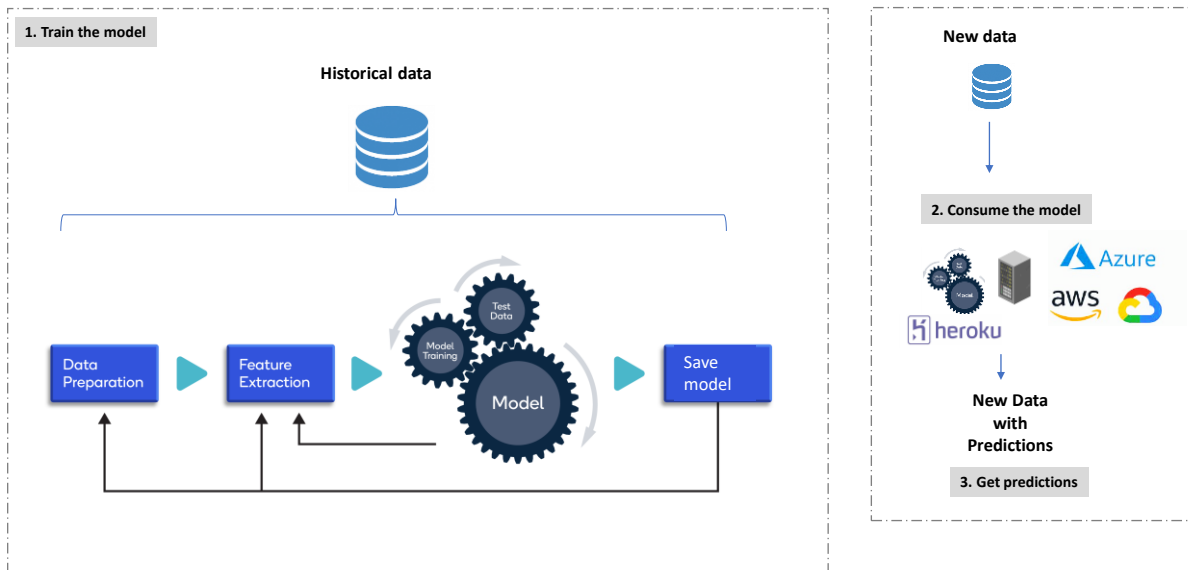 1. Train the model
Historical data
Test
Data
Model
Training
Model
Data
Preparation
Feature
Extraction
Save
model
New data
2. Consume the model
Model
Azure
aws
heroku
New Data
with
Predictions
3. Get predictions